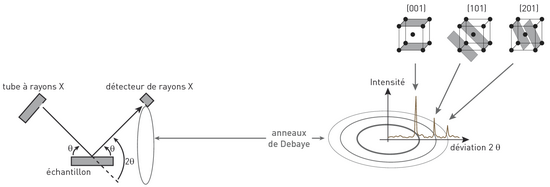 (001)
(101)
(201)
tube à rayons X
détecteur de rayons X
Intensité
anneaux
de Debaye
θ
θ
2θ
déviation 2 θ
échantillon